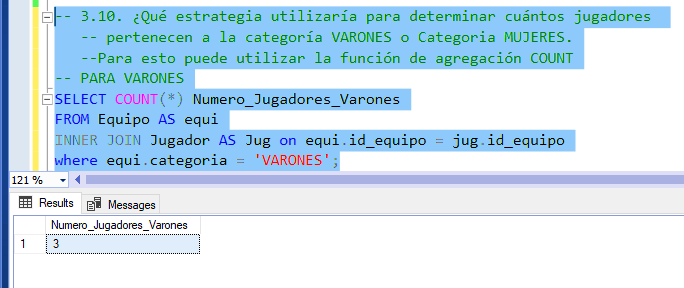 -- 3.10. ¿Qué estrategia utilizaría para determinar cuántos jugadores
-- pertenecen a la categoría VARONES o Categoria MUJERES.
--Para esto puede utilizar la función de agregación COUNT
-- PARA VARONES
SELECT COUNT(*) Numero_Jugadores_Varones
FROM Equipo AS equi
INNER JOIN Jugador AS Jug on equi.id_equipo = jug.id_equipo
where equi.categoria = 'VARONES';
121 %
Results Messages
Numero_Jugadores_Varones
1 3